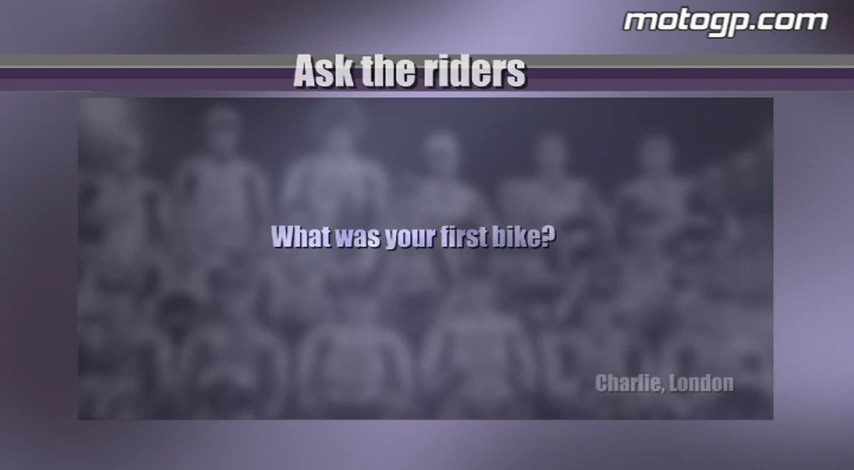 motogp.com
Ask the riders
What was your first bike?
Charlie, London